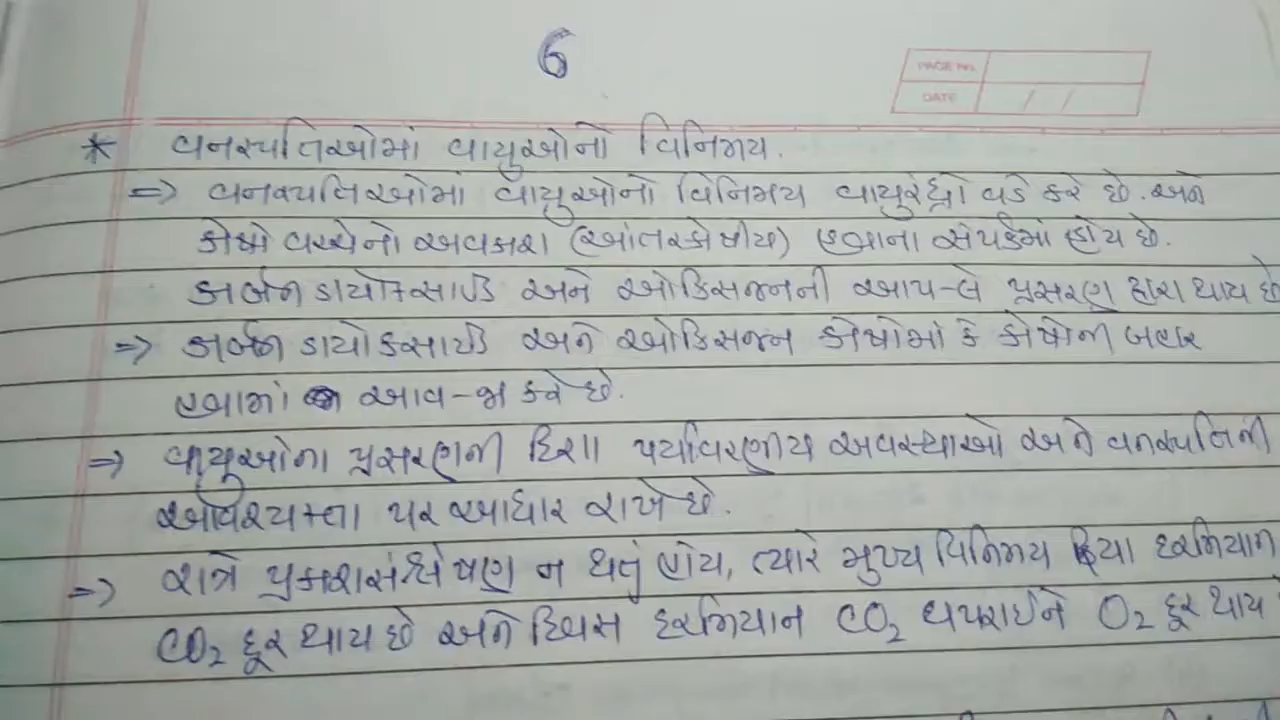 6
PAGE No.
DATE / /
* વનસ્પતિઓમાં વાયુઓનો વિનિમય.
=> વનસ્પતિઓમાં વાયુઓનો વિનિમય વાયુરંધ્રો વડે કરે છે. અને
કોષો વચ્ચેનો અવકાશ (આંતરકોષીય) હવાના સંપર્કમાં હોય છે.
કાર્બન ડાયોક્સાઈડ અને ઓક્સિજનની આપ-લે પ્રસરણ દ્વારા થાય છે
=> કાર્બન ડાયોક્સાઈડ અને ઓક્સિજન કોષોમાં કે કોષોની બહાર
હવામાં આવ-જા કરે છે.
=> વાયુઓના પ્રસરણની દિશા પર્યાવરણીય અવસ્થાઓ અને વનસ્પતિની
આવશ્યક્તા પર આધાર રાખે છે.
=> રાત્રે પ્રકાશસંશ્લેષણ ન થતું હોય, ત્યારે મુખ્ય વિનિમય ક્રિયા દરમિયાન
CO₂ દૂર થાય છે અને દિવસ દરમિયાન CO₂ વપરાઈને O₂ દૂર થાય